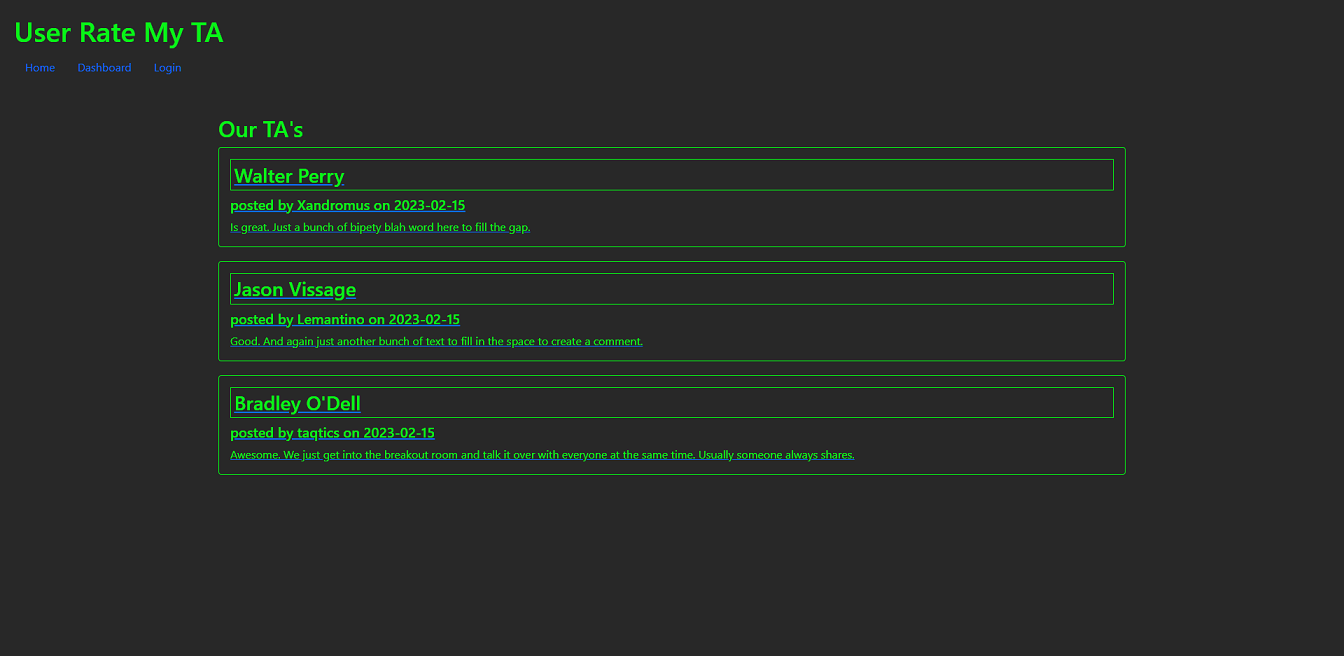 User Rate My TA
Home Dashboard Login
Our TA's
Walter Perry
posted by Xandromus on 2023-02-15
Is great. Just a bunch of bipety blah word here to fill the gap.
Jason Vissage
posted by Lemantino on 2023-02-15
Good. And again just another bunch of text to fill in the space to create a comment.
Bradley O'Dell
posted by taqtics on 2023-02-15
Awesome. We just get into the breakout room and talk it over with everyone at the same time. Usually someone always shares.